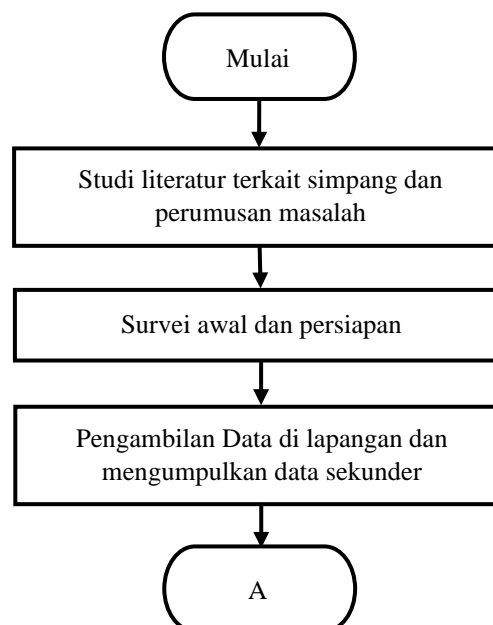 Mulai
Studi literatur terkait simpang dan
perumusan masalah
Survei awal dan persiapan
Pengambilan Data di lapangan dan
mengumpulkan data sekunder
A